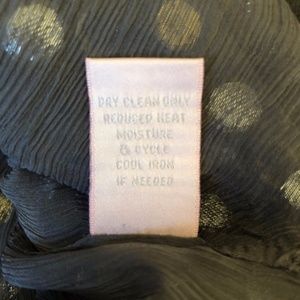 DRY CLEAN ONLY
REDUCED HEAT
MOISTURE
& CYCLE
COOL IRON
IF NEEDED